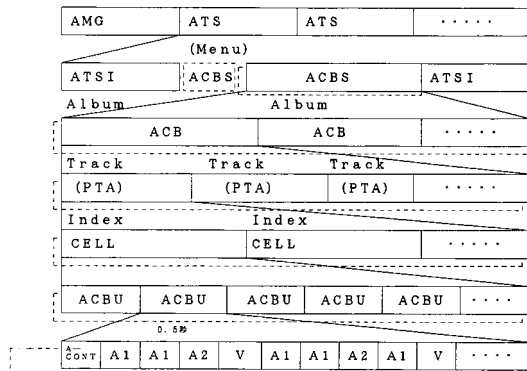 AMG ATS ATS ·····
(Menu)
ATSI ACBS ACBS ATSI
Album Album
ACB ACB ·····
Track Track Track
(PTA) (PTA) (PTA) ·····
Index Index
CELL CELL ·····
ACBU ACBU ACBU ACBU ACBU ····
0.5秒
A-CONT A1 A1 A2 V A1 A1 A2 A1 V ····